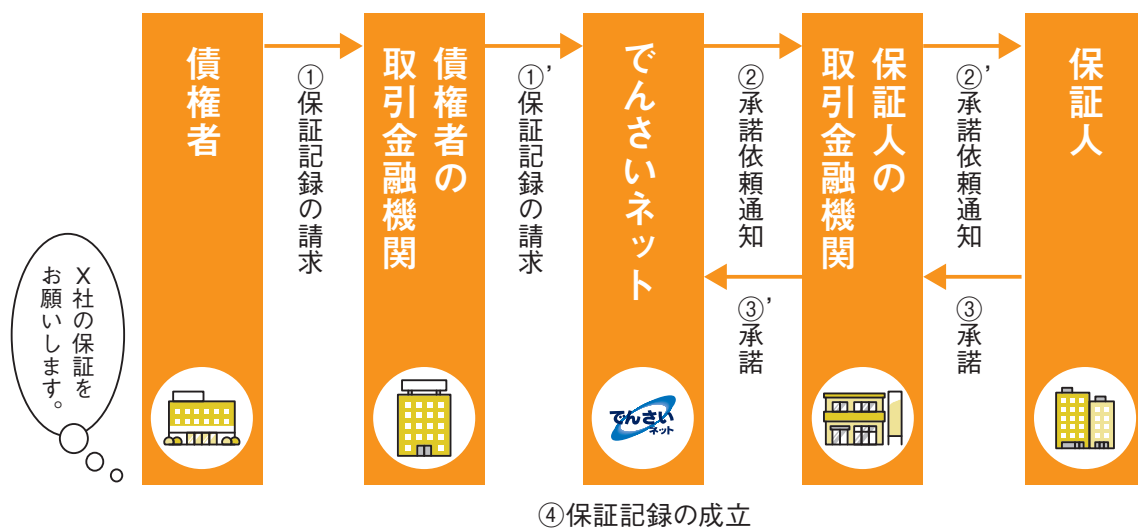 債権者
①保証記録の請求
債権者の
取引金融機関
①’保証記録の請求
でんさいネット
②承諾依頼通知
③’承諾
保証人の
取引金融機関
②’承諾依頼通知
③承諾
保証人
X社の保証を
お願いします。
でんさい
ネット
④保証記録の成立